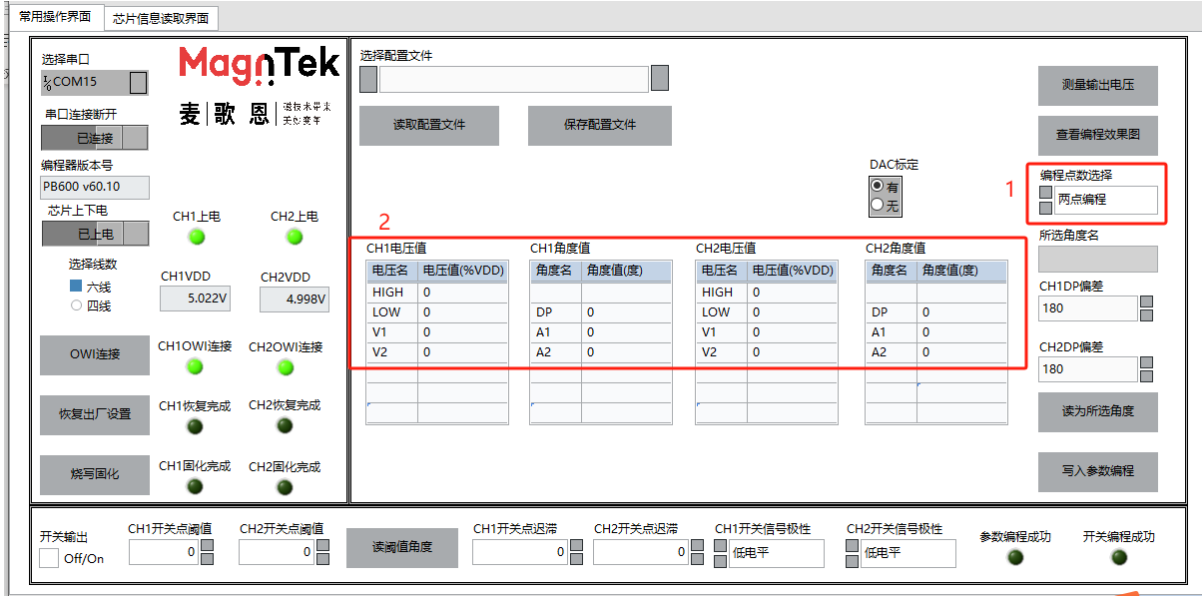 常用操作界面
芯片信息读取界面
选择串口
COM15
MagnTek
麦 歌 恩
串口连接断开
已连接
编程器版本号
PB600 v60.10
芯片上下电
已上电
CH1上电
CH2上电
选择线数
六线
四线
CH1VDD
CH2VDD
5.022V
4.998V
OWI连接
CH1OWI连接
CH2OWI连接
恢复出厂设置
CH1恢复完成
CH2恢复完成
烧写固化
CH1固化完成
CH2固化完成
选择配置文件
读取配置文件
保存配置文件
DAC标定
有
无
2
CH1电压值
电压名 电压值(%VDD)
HIGH 0
LOW 0
V1 0
V2 0
CH1角度值
角度名 角度值(度)
DP 0
A1 0
A2 0
CH2电压值
电压名 电压值(%VDD)
HIGH 0
LOW 0
V1 0
V2 0
CH2角度值
角度名 角度值(度)
DP 0
A1 0
A2 0
测量输出电压
查看编程效果图
1
编程点数选择
两点编程
所选角度名
CH1DP偏差
180
CH2DP偏差
180
读为所选角度
写入参数编程
开关输出
Off/On
CH1开关点阈值
0
CH2开关点阈值
0
读阈值角度
CH1开关点迟滞
0
CH2开关点迟滞
0
CH1开关信号极性
低电平
CH2开关信号极性
低电平
参数编程成功
开关编程成功